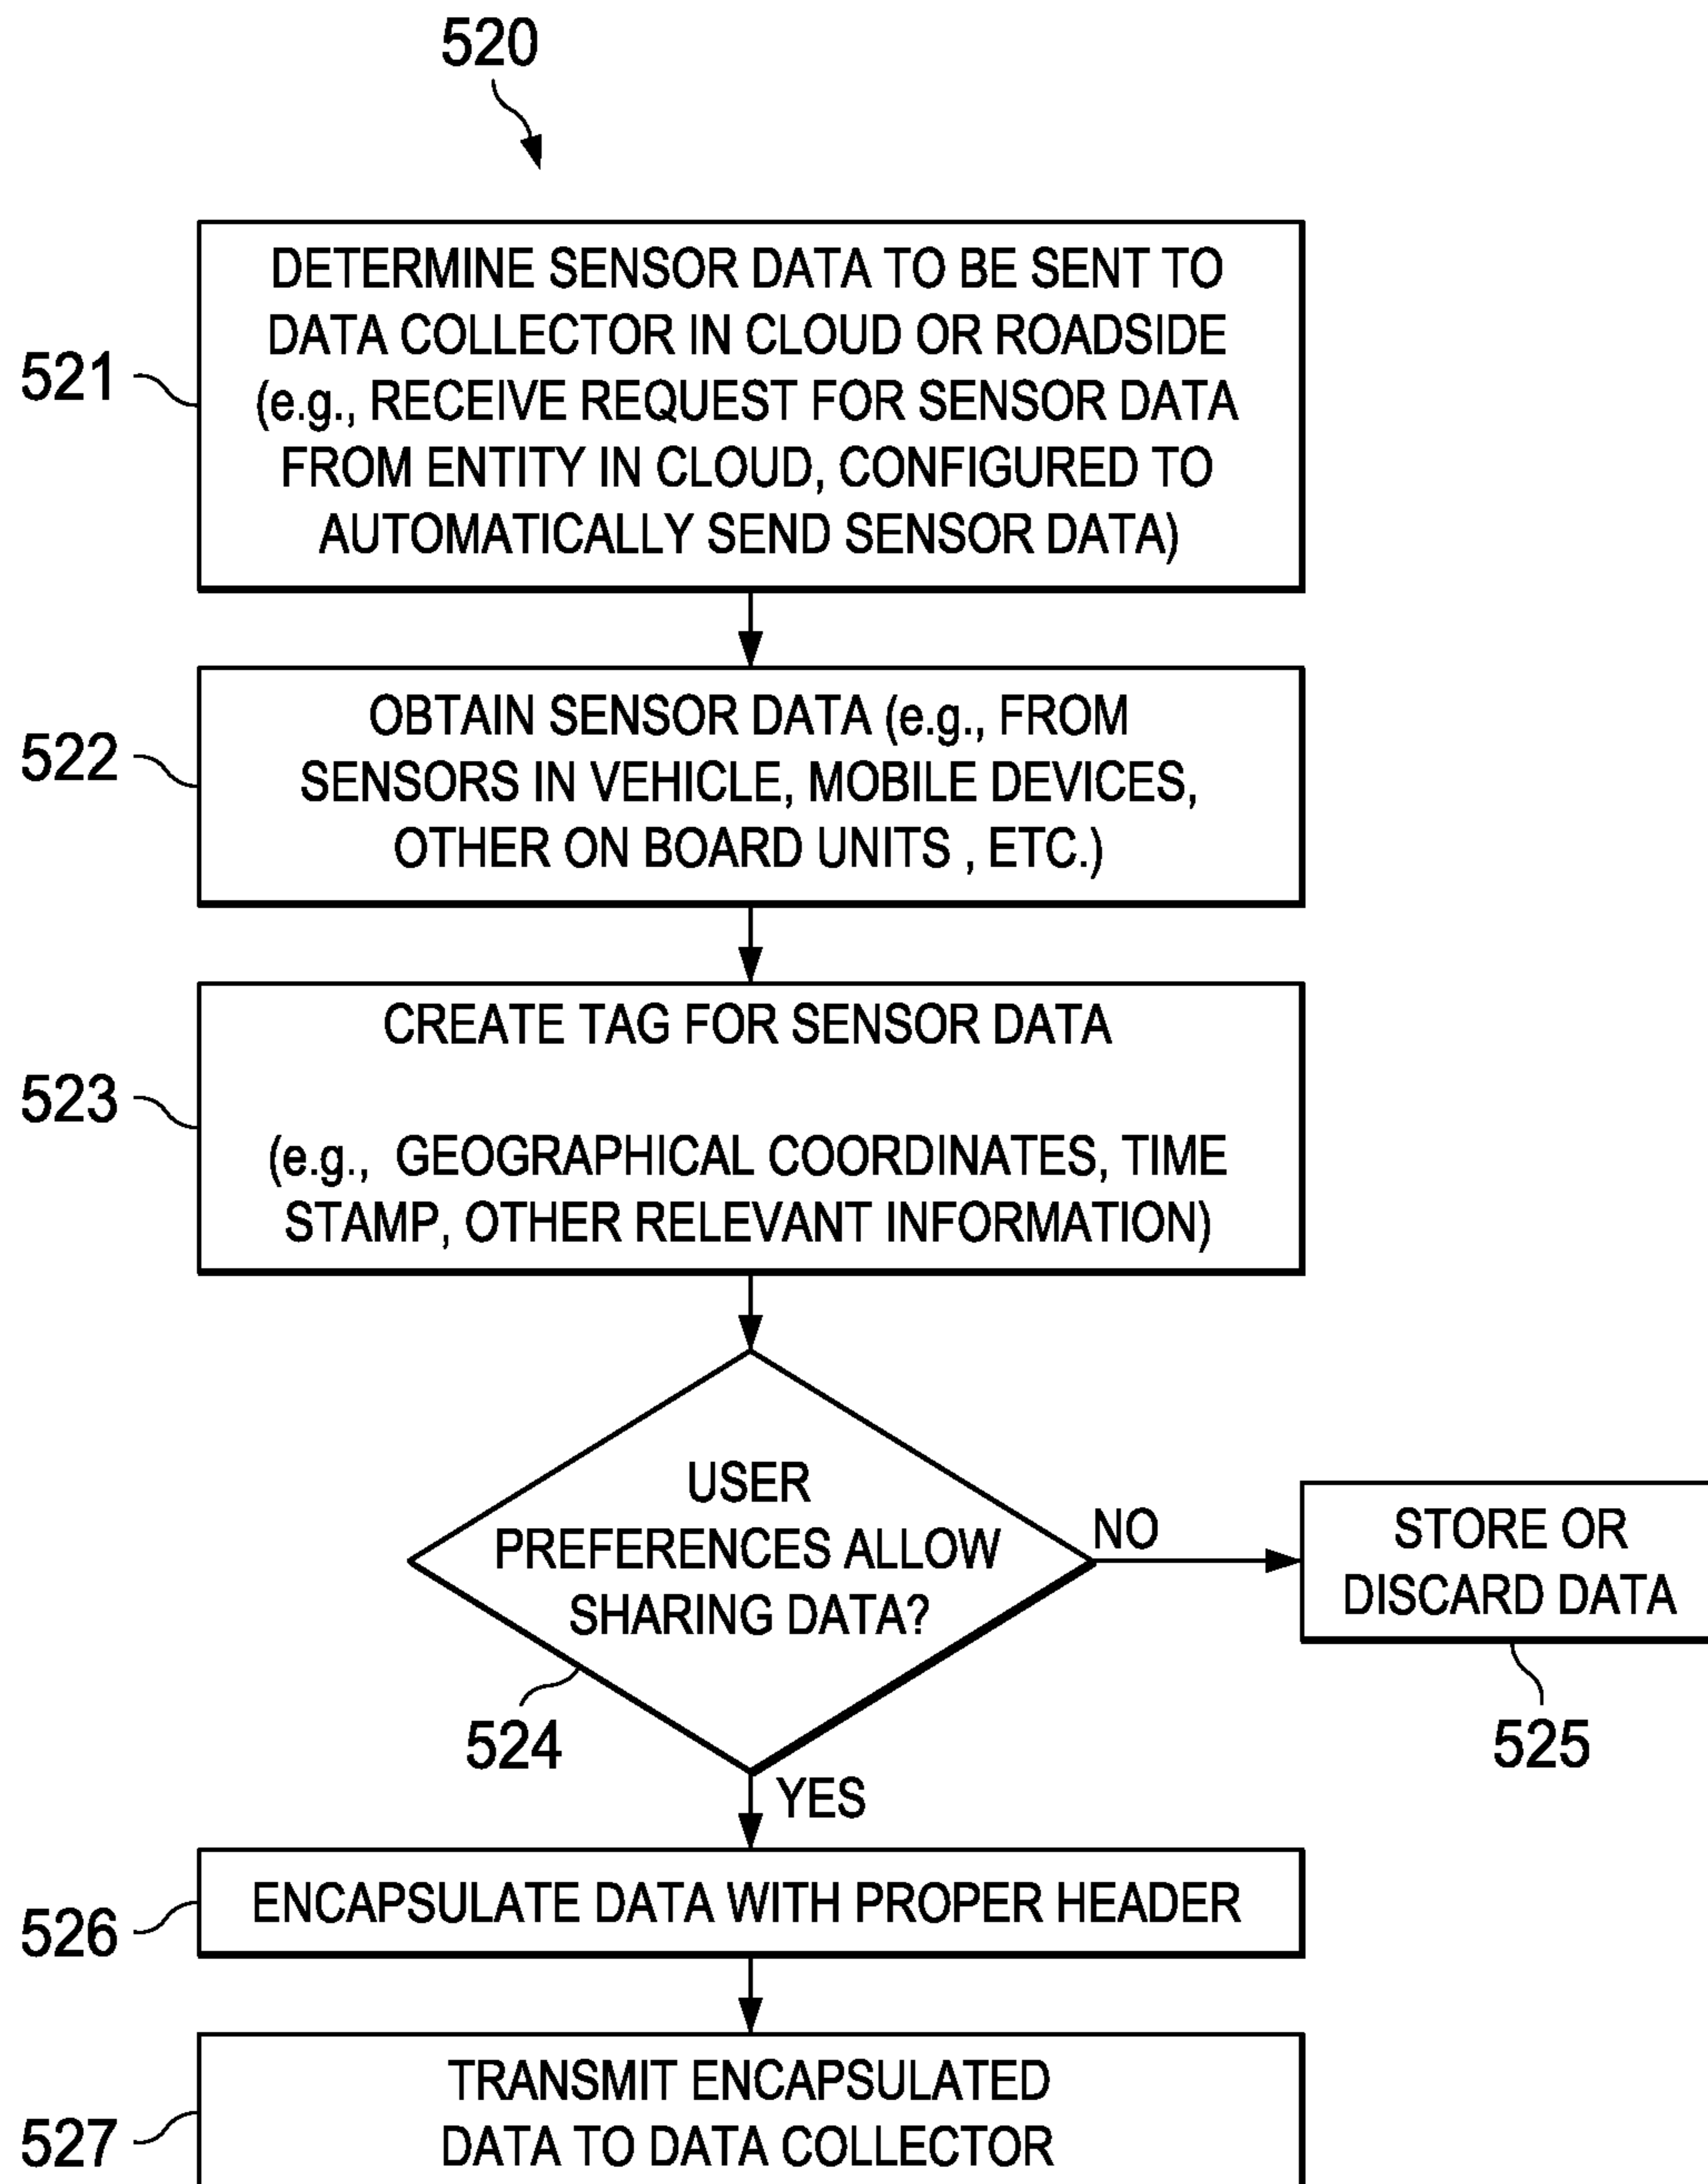 520
521
DETERMINE SENSOR DATA TO BE SENT TO
DATA COLLECTOR IN CLOUD OR ROADSIDE
(e.g., RECEIVE REQUEST FOR SENSOR DATA
FROM ENTITY IN CLOUD, CONFIGURED TO
AUTOMATICALLY SEND SENSOR DATA)
522
OBTAIN SENSOR DATA (e.g., FROM
SENSORS IN VEHICLE, MOBILE DEVICES,
OTHER ON BOARD UNITS , ETC.)
523
CREATE TAG FOR SENSOR DATA
(e.g., GEOGRAPHICAL COORDINATES, TIME
STAMP, OTHER RELEVANT INFORMATION)
USER
PREFERENCES ALLOW
SHARING DATA?
524
NO
STORE OR
DISCARD DATA
525
YES
526
ENCAPSULATE DATA WITH PROPER HEADER
527
TRANSMIT ENCAPSULATED
DATA TO DATA COLLECTOR